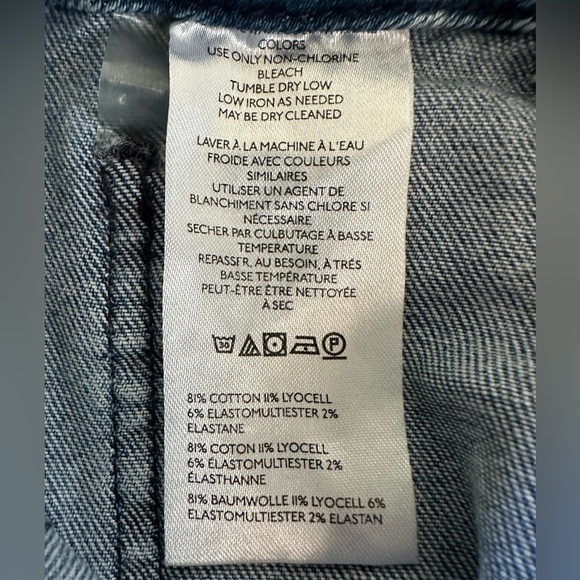 COLORS
USE ONLY NON-CHLORINE
BLEACH
TUMBLE DRY LOW
LOW IRON AS NEEDED
MAY BE DRY CLEANED
LAVER À LA MACHINE À L'EAU
FROIDE AVEC COULEURS
SIMILAIRES
UTILISER UN AGENT DE
BLANCHIMENT SANS CHLORE SI
NÉCESSAIRE
SECHER PAR CULBUTAGE À BASSE
TEMPERATURE
REPASSER, AU BESOIN, À TRÉS
BASSE TEMPÉRATURE
PEUT-ÊTRE ÊTRE NETTOYÉE
À SEC
30 P
81% COTTON 11% LYOCELL
6% ELASTOMULTIESTER 2%
ELASTANE
81% COTON 11% LYOCELL
6% ÉLASTOMULTIESTER 2%
ÉLASTHANNE
81% BAUMWOLLE 11% LYOCELL 6%
ELASTOMULTIESTER 2% ELASTAN